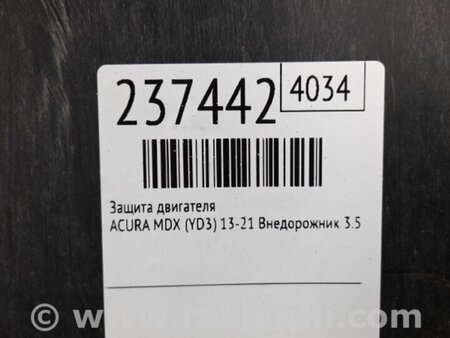 237442 4034
Защита двигателя
ACURA MDX (YD3) 13-21 Внедорожник 3.5